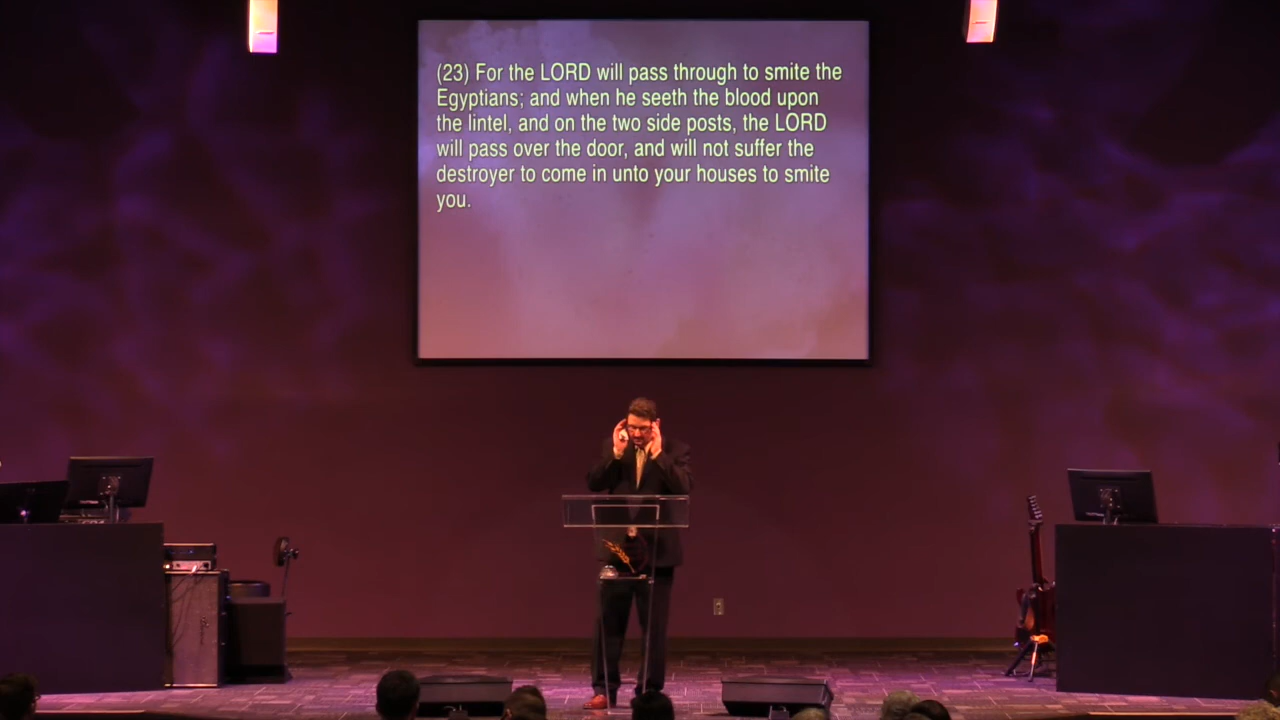 (23) For the LORD will pass through to smite the
Egyptians; and when he seeth the blood upon
the lintel, and on the two side posts, the LORD
will pass over the door, and will not suffer the
destroyer to come in unto your houses to smite
you.